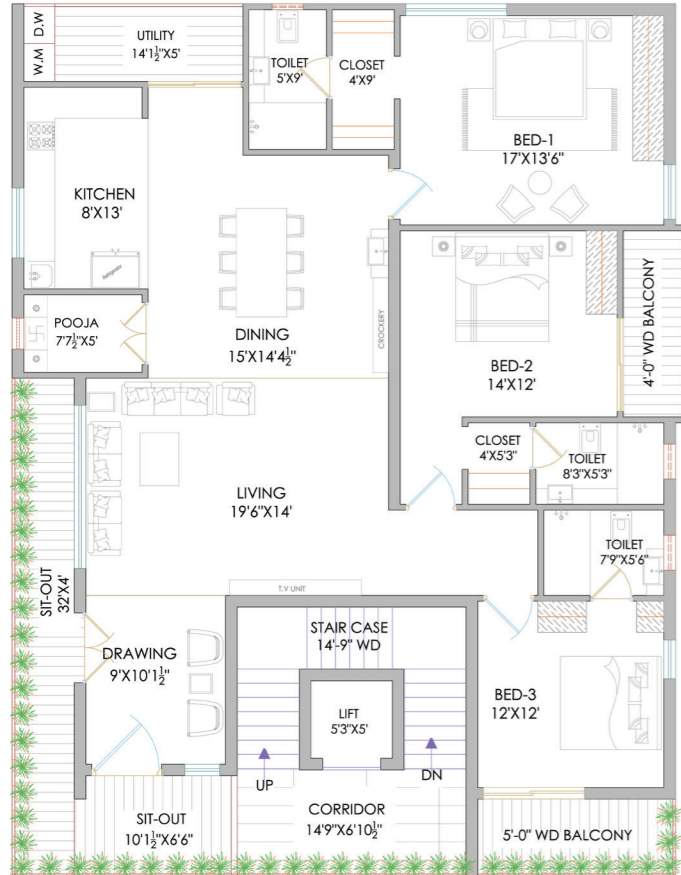 W.M D.W
UTILITY
14'1½"X5'
TOILET
5'X9'
CLOSET
4'X9'
BED-1
17'X13'6"
KITCHEN
8'X13'
Refrigerator
POOJA
7'7½"X5'
DINING
15'X14'4½"
CROCKERY
BED-2
14'X12'
4'-0" WD BALCONY
CLOSET
4'X5'3"
TOILET
8'3"X5'3"
LIVING
19'6"X14'
T.V UNIT
TOILET
7'9"X5'6"
SIT-OUT
32'X4'
DRAWING
9'X10'1½"
STAIR CASE
14'-9" WD
LIFT
5'3"X5'
UP
DN
BED-3
12'X12'
SIT-OUT
10'1½"X6'6"
CORRIDOR
14'9"X6'10½"
5'-0" WD BALCONY